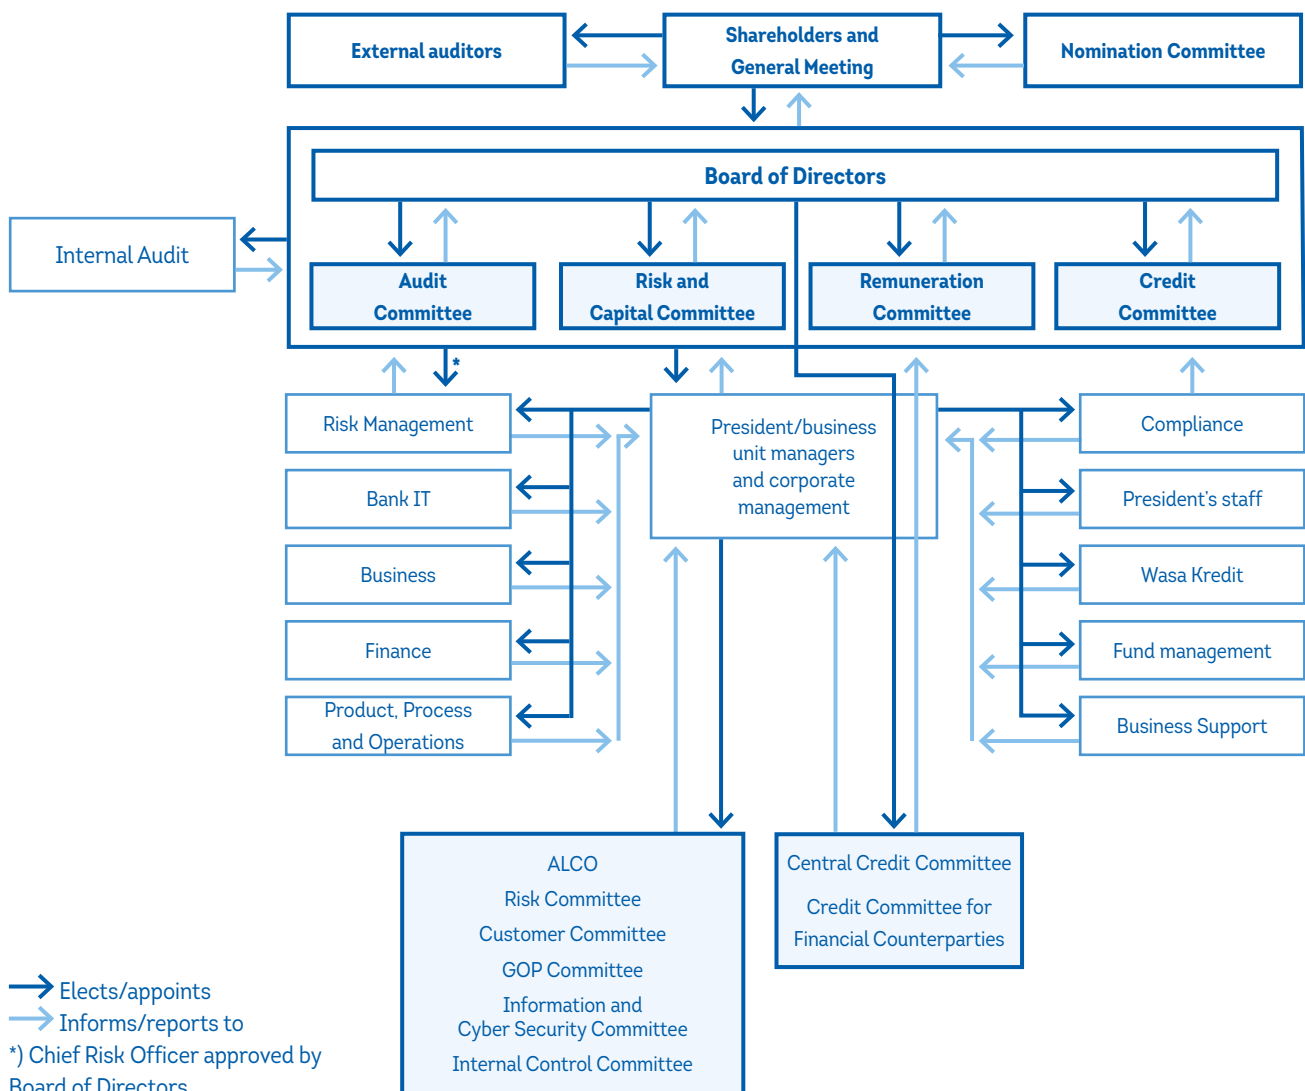 External auditors
Shareholders and
General Meeting
Nomination Committee
Board of Directors
Internal Audit
Audit
Committee
Risk and
Capital Committee
Remuneration
Committee
Credit
Committee
*
Risk Management
President/business
unit managers
and corporate
management
Compliance
Bank IT
President’s staff
Business
Wasa Kredit
Finance
Fund management
Product, Process
and Operations
Business Support
ALCO
Risk Committee
Customer Committee
GOP Committee
Information and
Cyber Security Committee
Internal Control Committee
Central Credit Committee
Credit Committee for
Financial Counterparties
Elects/appoints
Informs/reports to
*) Chief Risk Officer approved by
Board of Directors